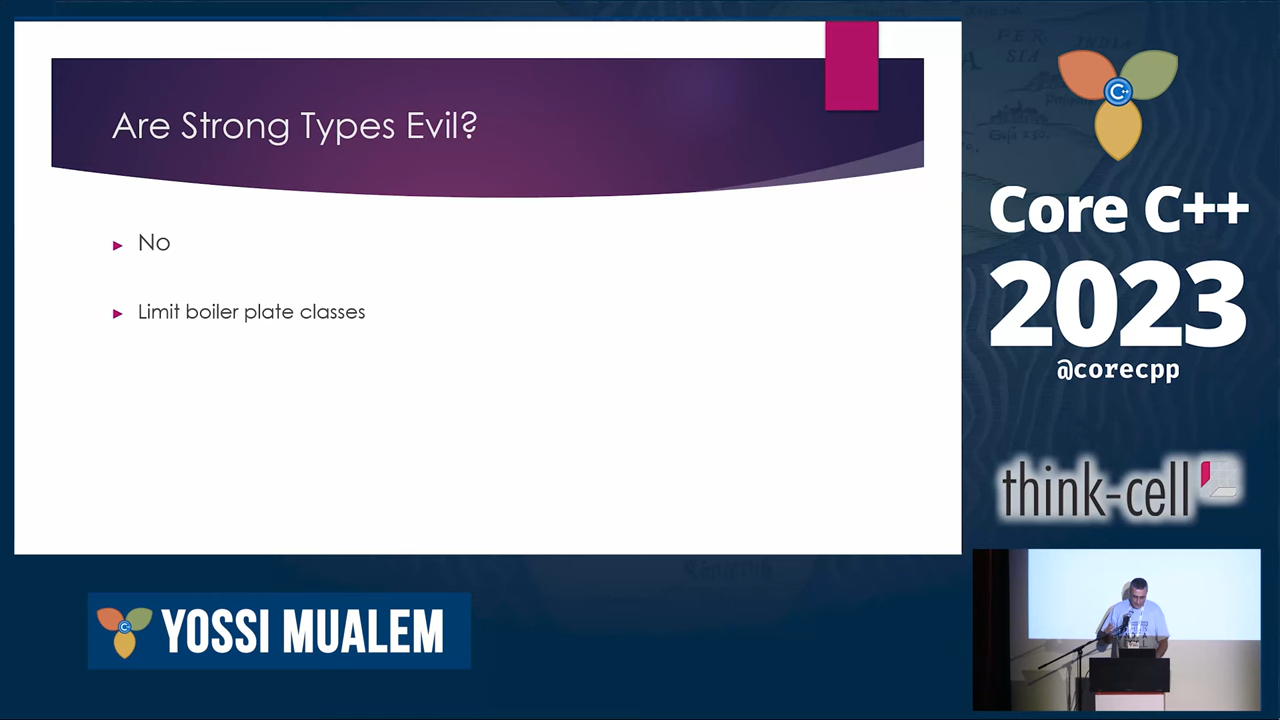 Are Strong Types Evil?
No
Limit boiler plate classes
C++
Core C++
2023
@corecpp
think-cell
YOSSI MUALEM